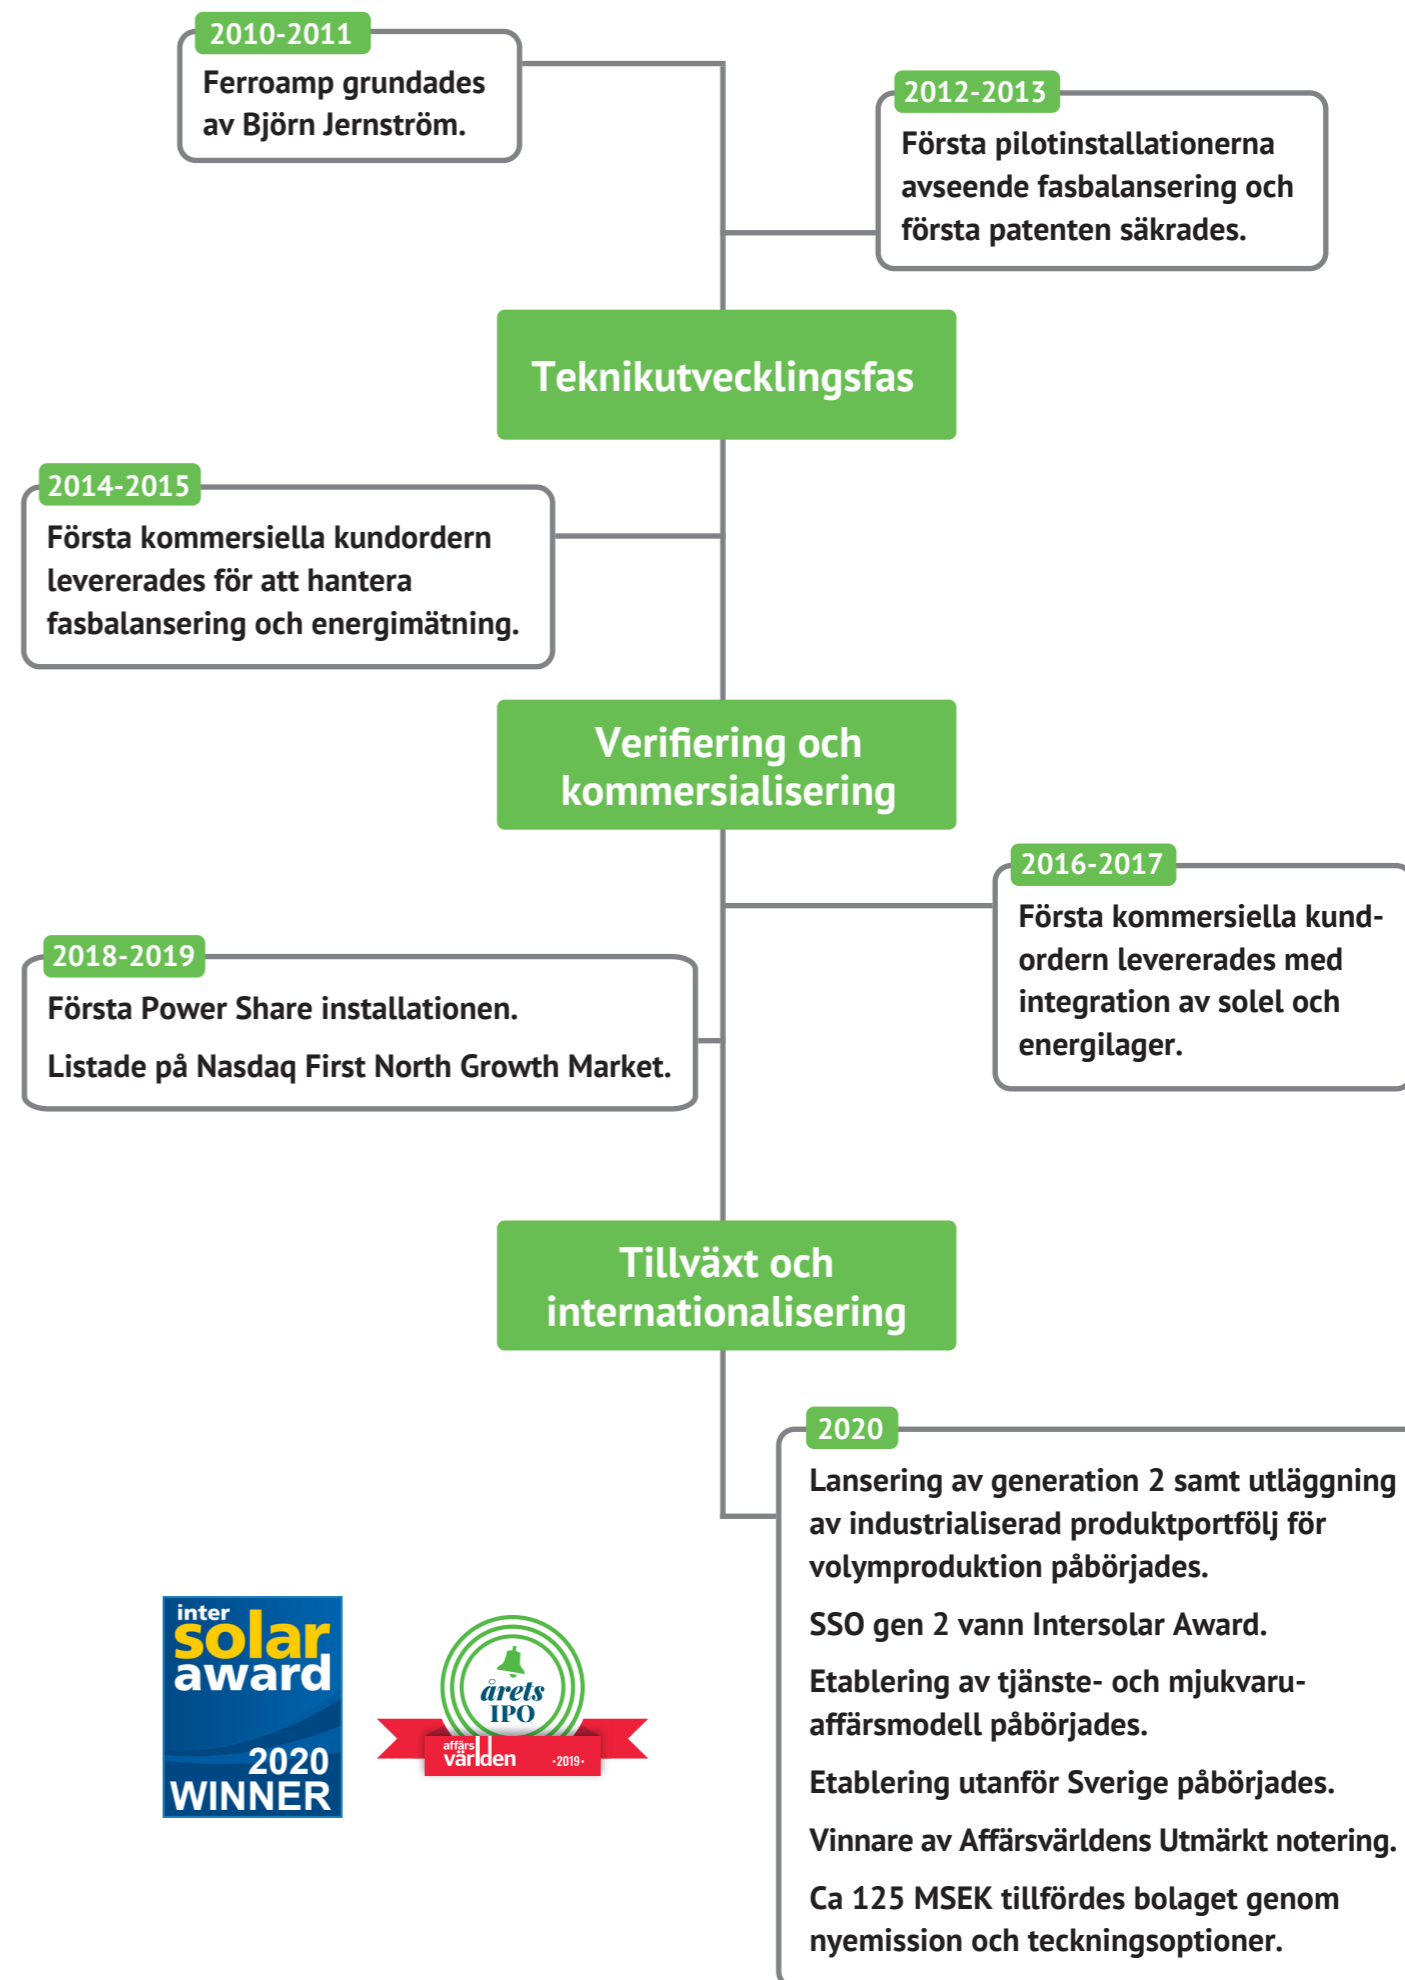 2010-2011
Ferroamp grundades
av Björn Jernström.
2012-2013
Första pilotinstallationerna
avseende fasbalansering och
första patenten säkrades.
Teknikutvecklingsfas
2014-2015
Första kommersiella kundordern
levererades för att hantera
fasbalansering och energimätning.
Verifiering och
kommersialisering
2016-2017
Första kommersiella kund-
ordern levererades med
integration av solel och
energilager.
2018-2019
Första Power Share installationen.
Listade på Nasdaq First North Growth Market.
Tillväxt och
internationalisering
2020
Lansering av generation 2 samt utläggning
av industrialiserad produktportfölj för
volymproduktion påbörjades.
SSO gen 2 vann Intersolar Award.
Etablering av tjänste- och mjukvaru-
affärsmodell påbörjades.
Etablering utanför Sverige påbörjades.
Vinnare av Affärsvärldens Utmärkt notering.
Ca 125 MSEK tillfördes bolaget genom
nyemission och teckningsoptioner.
inter
solar
award
2020
WINNER
årets
IPO
affärs
världen
·2019·